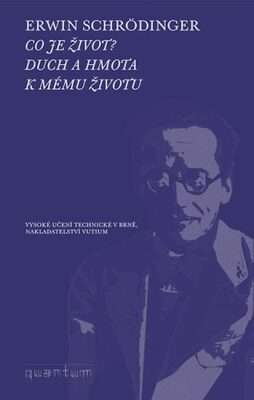 ERWIN SCHRÖDINGER
CO JE ŽIVOT?
DUCH A HMOTA
K MÉMU ŽIVOTU
VYSOKÉ UČENÍ TECHNICKÉ V BRNĚ,
NAKLADATELSTVÍ VUTIUM
quantum